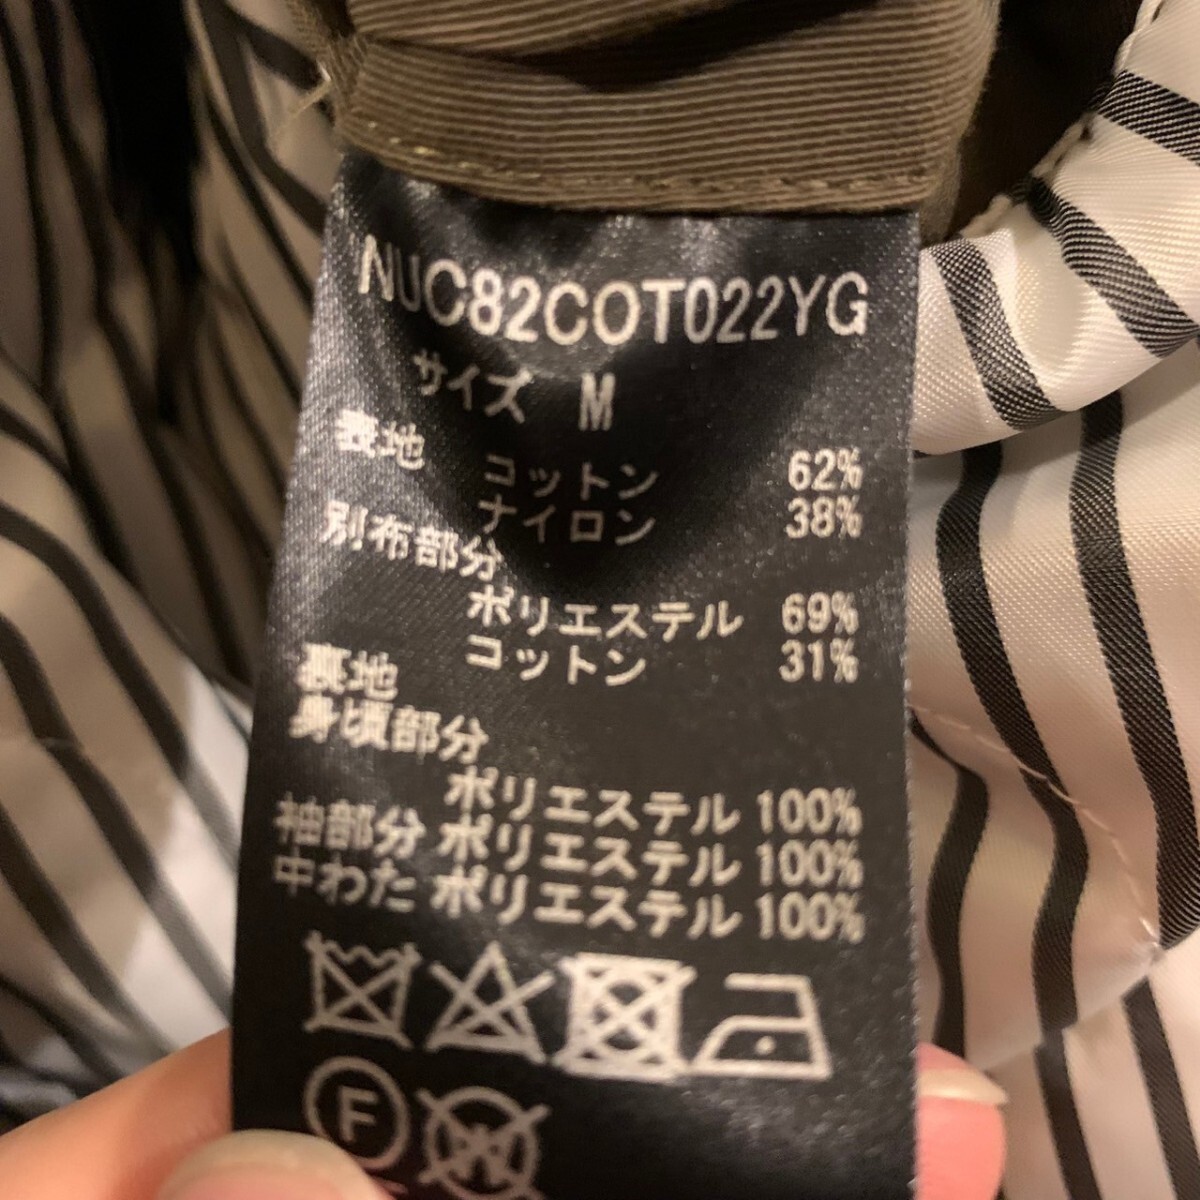 NUC82COT022YG
サイズ M
表地 コットン 62%
ナイロン 38%
別布部分
ポリエステル 69%
コットン 31%
裏地
身頃部分
ポリエステル 100%
袖部分 ポリエステル 100%
中わた ポリエステル 100%
F W